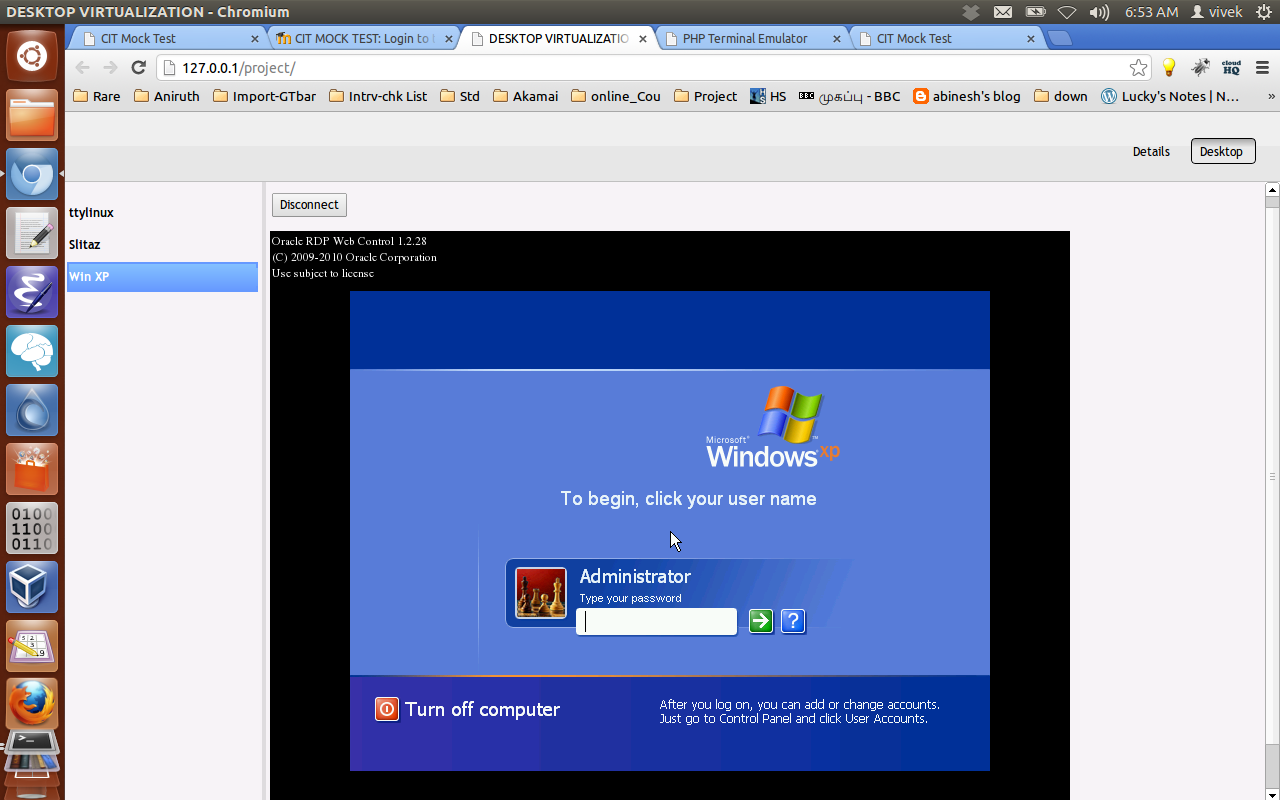 DESKTOP VIRTUALIZATION - Chromium
6:53 AM vivek
CIT Mock Test
CIT MOCK TEST: Login to t
DESKTOP VIRTUALIZATIO
PHP Terminal Emulator
CIT Mock Test
127.0.0.1/project/
cloud
HQ
Rare Aniruth Import-GTbar Intrv-chk List Std Akamai online_Cou Project HS BBC முகப்பு - BBC abinesh's blog down Lucky's Notes | N... »
Details Desktop
ttylinux
Slitaz
Win XP
Disconnect
Oracle RDP Web Control 1.2.28
(C) 2009-2010 Oracle Corporation
Use subject to license
Microsoft®
Windows xp
To begin, click your user name
Administrator
Type your password
?
Turn off computer
After you log on, you can add or change accounts.
Just go to Control Panel and click User Accounts.
0100
1100
0110